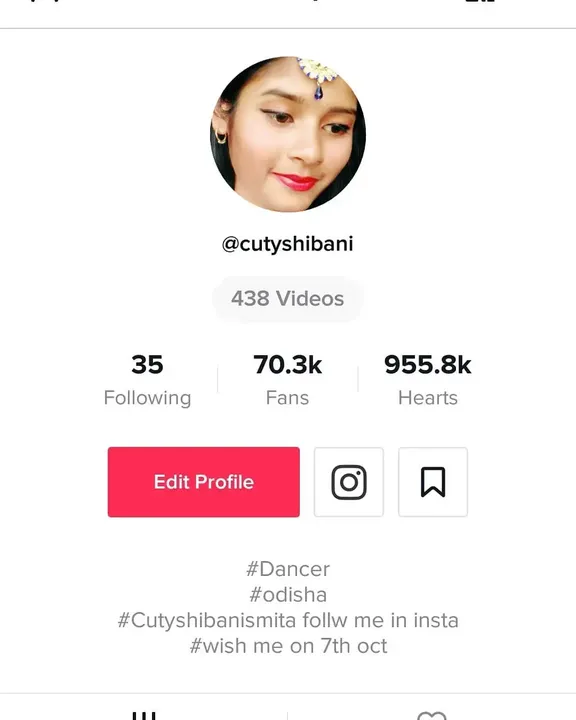 @cutyshibani
438 Videos
35
70.3k
955.8k
Following
Fans
Hearts
Edit Profile
#Dancer
#odisha
#Cutyshibanismita follw me in insta
#wish me on 7th oct